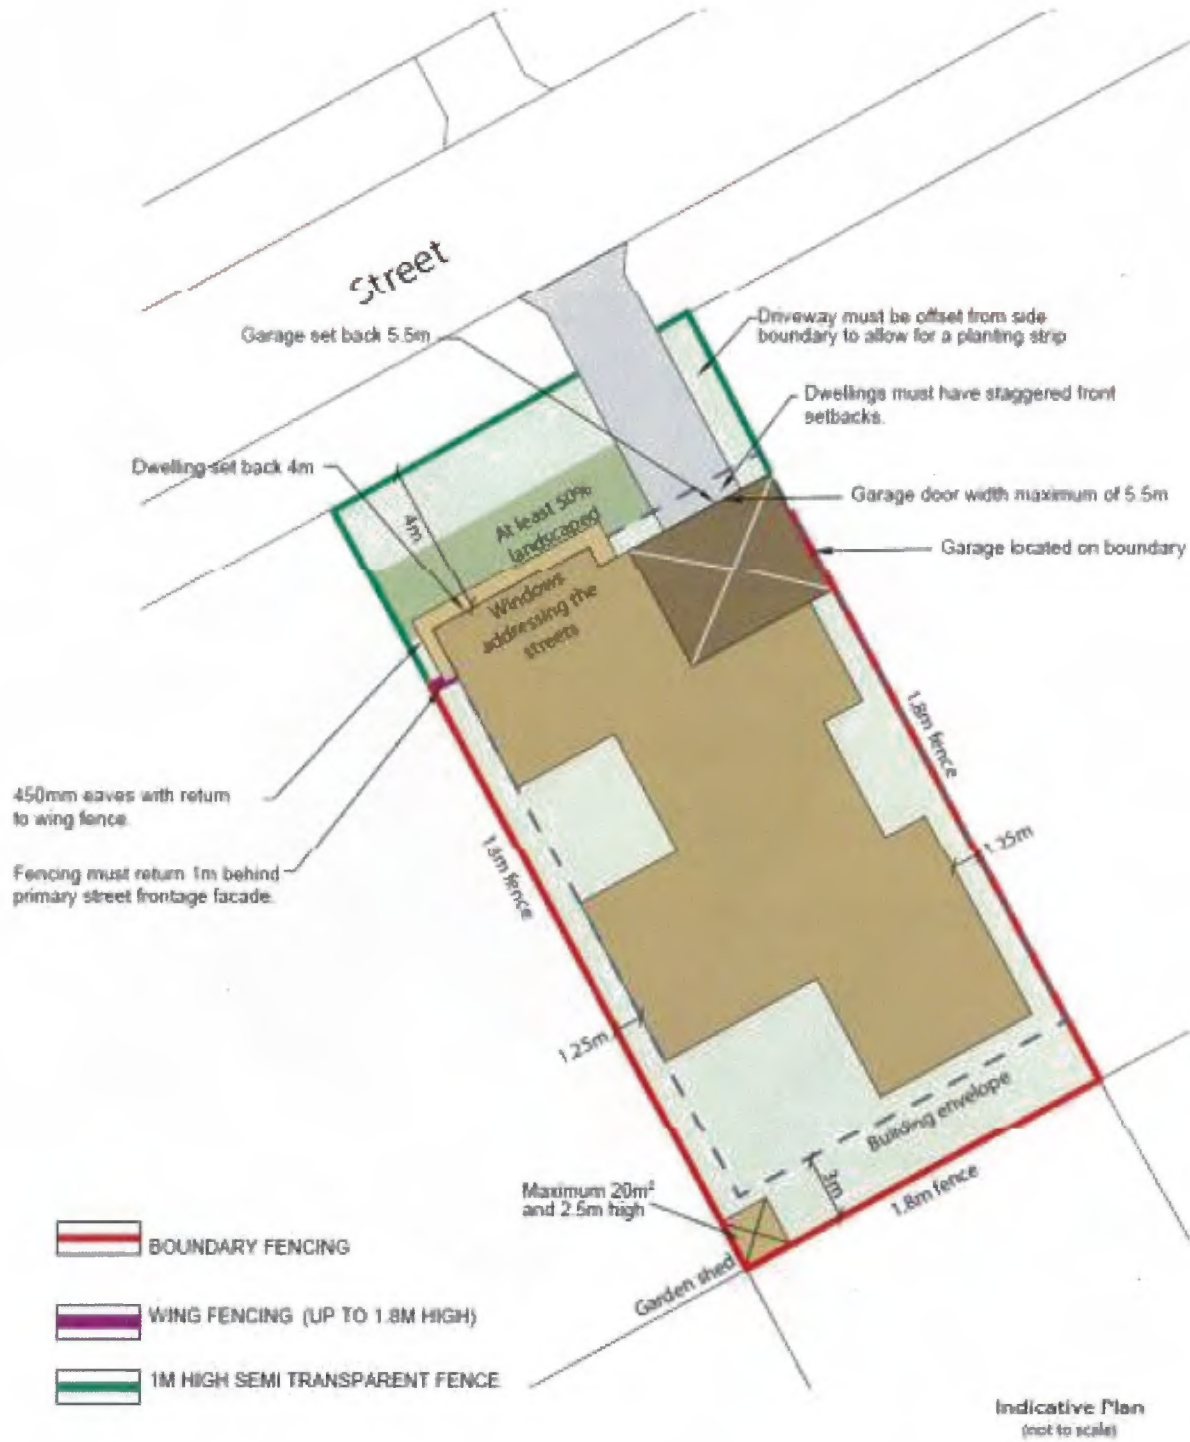 Street
Garage set back 5.5m
Driveway must be offset from side
boundary to allow for a planting strip
Dwellings must have staggered front
setbacks.
Dwelling set back 4m
Garage door width maximum of 5.5m
4m
At least 50%
landscaped
Garage located on boundary
Windows
addressing the
streets
450mm eaves with return
to wing fence.
Fencing must return 1m behind
primary street frontage facade.
1.8m fence
1.8m fence
1.25m
1.25m
Building envelope
3m
1.8m fence
Maximum 20m²
and 2.5m high
Garden shed
BOUNDARY FENCING
WING FENCING (UP TO 1.8M HIGH)
1M HIGH SEMI TRANSPARENT FENCE
Indicative Plan
(not to scale)